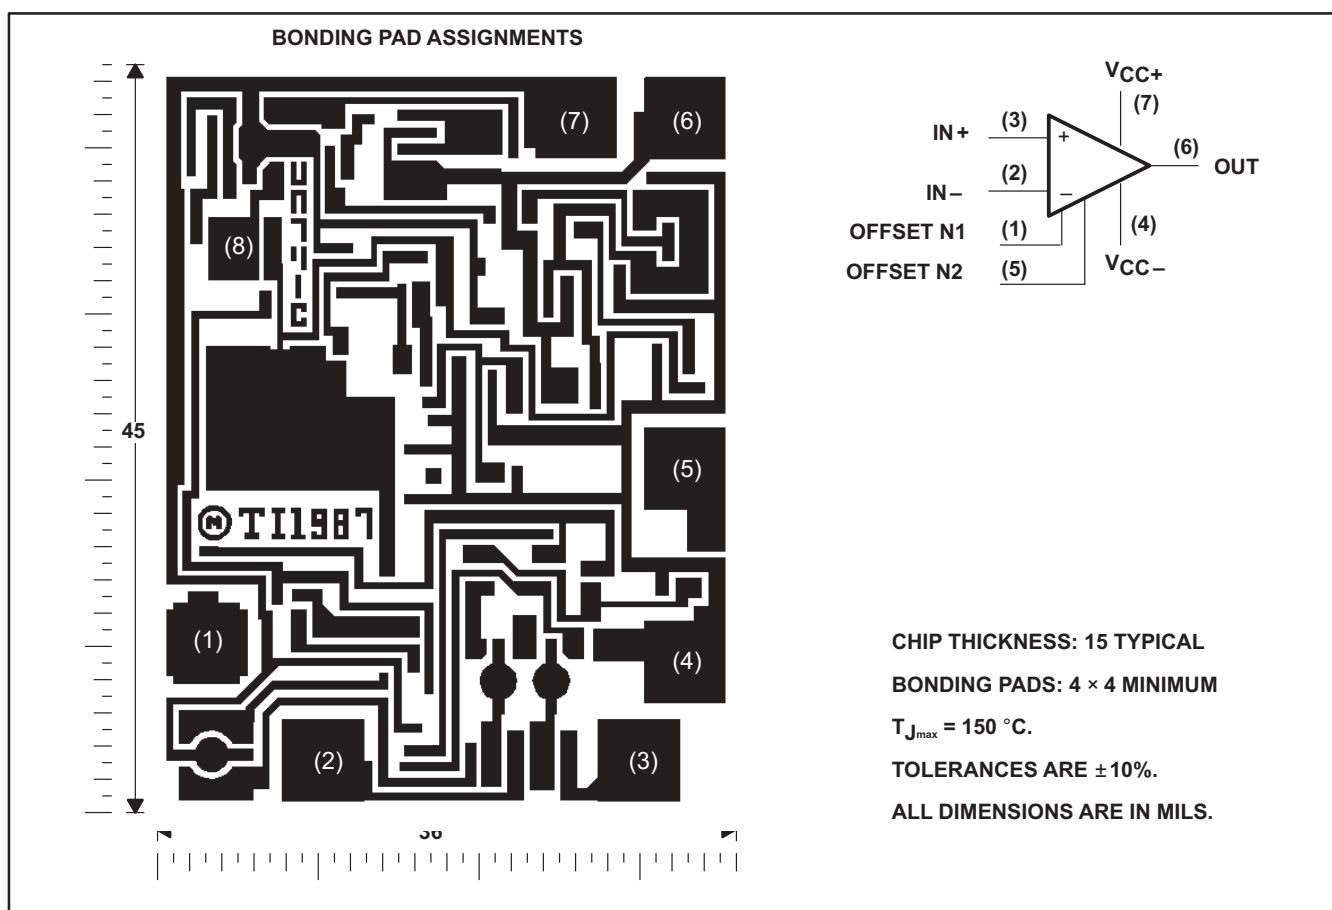 BONDING PAD ASSIGNMENTS
(7)
(6)
(8)
45
(5)
TI1987
(1)
(4)
(2)
(3)
36
VCC+
(7)
IN+
(3)
+
(6)
OUT
(2)
IN−
−
OFFSET N1
(1)
(4)
OFFSET N2
(5)
VCC−
CHIP THICKNESS: 15 TYPICAL
BONDING PADS: 4 × 4 MINIMUM
TJmax = 150 °C.
TOLERANCES ARE ±10%.
ALL DIMENSIONS ARE IN MILS.